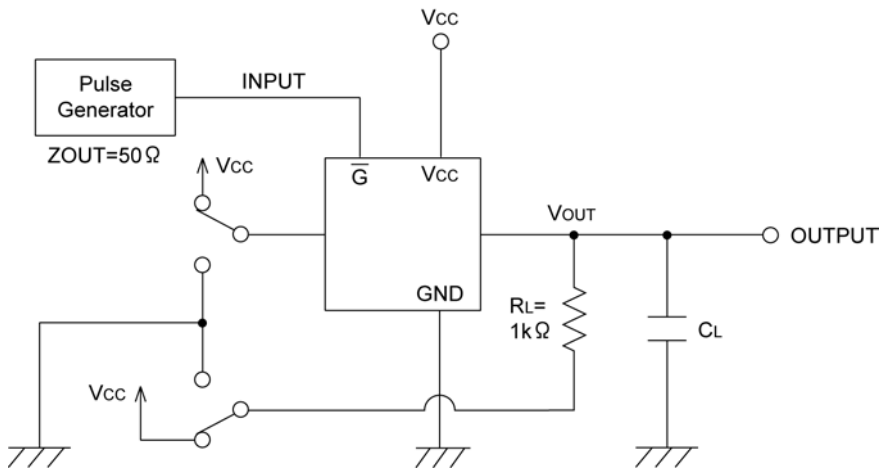 Vcc
Pulse
Generator
INPUT
ZOUT=50Ω
Vcc
G̅
Vcc
VOUT
OUTPUT
GND
RL=
1kΩ
CL
Vcc